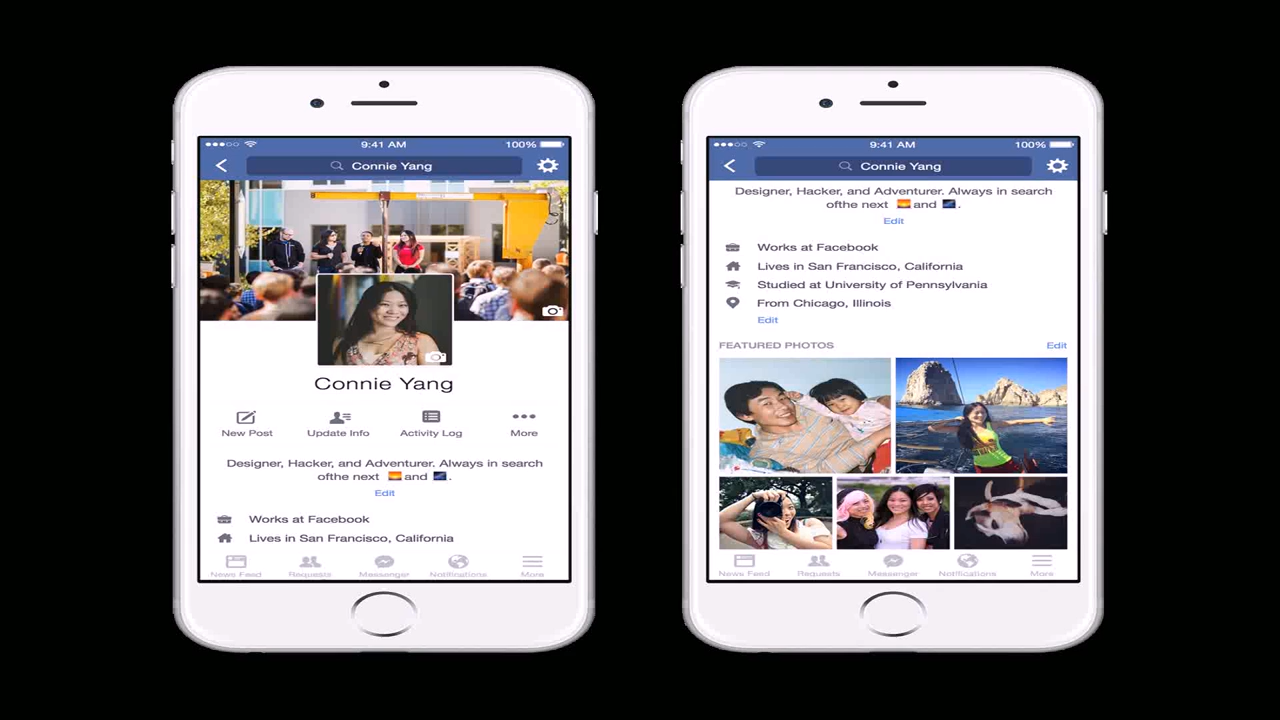 9:41 AM 100%
Connie Yang
Connie Yang
New Post Update Info Activity Log More
Designer, Hacker, and Adventurer. Always in search
ofthe next 🌅 and 🌌.
Edit
Works at Facebook
Lives in San Francisco, California
News Feed Requests Messenger Notifications More
9:41 AM 100%
Connie Yang
Designer, Hacker, and Adventurer. Always in search
ofthe next 🌅 and 🌌.
Edit
Works at Facebook
Lives in San Francisco, California
Studied at University of Pennsylvania
From Chicago, Illinois
Edit
FEATURED PHOTOS Edit
News Feed Requests Messenger Notifications More